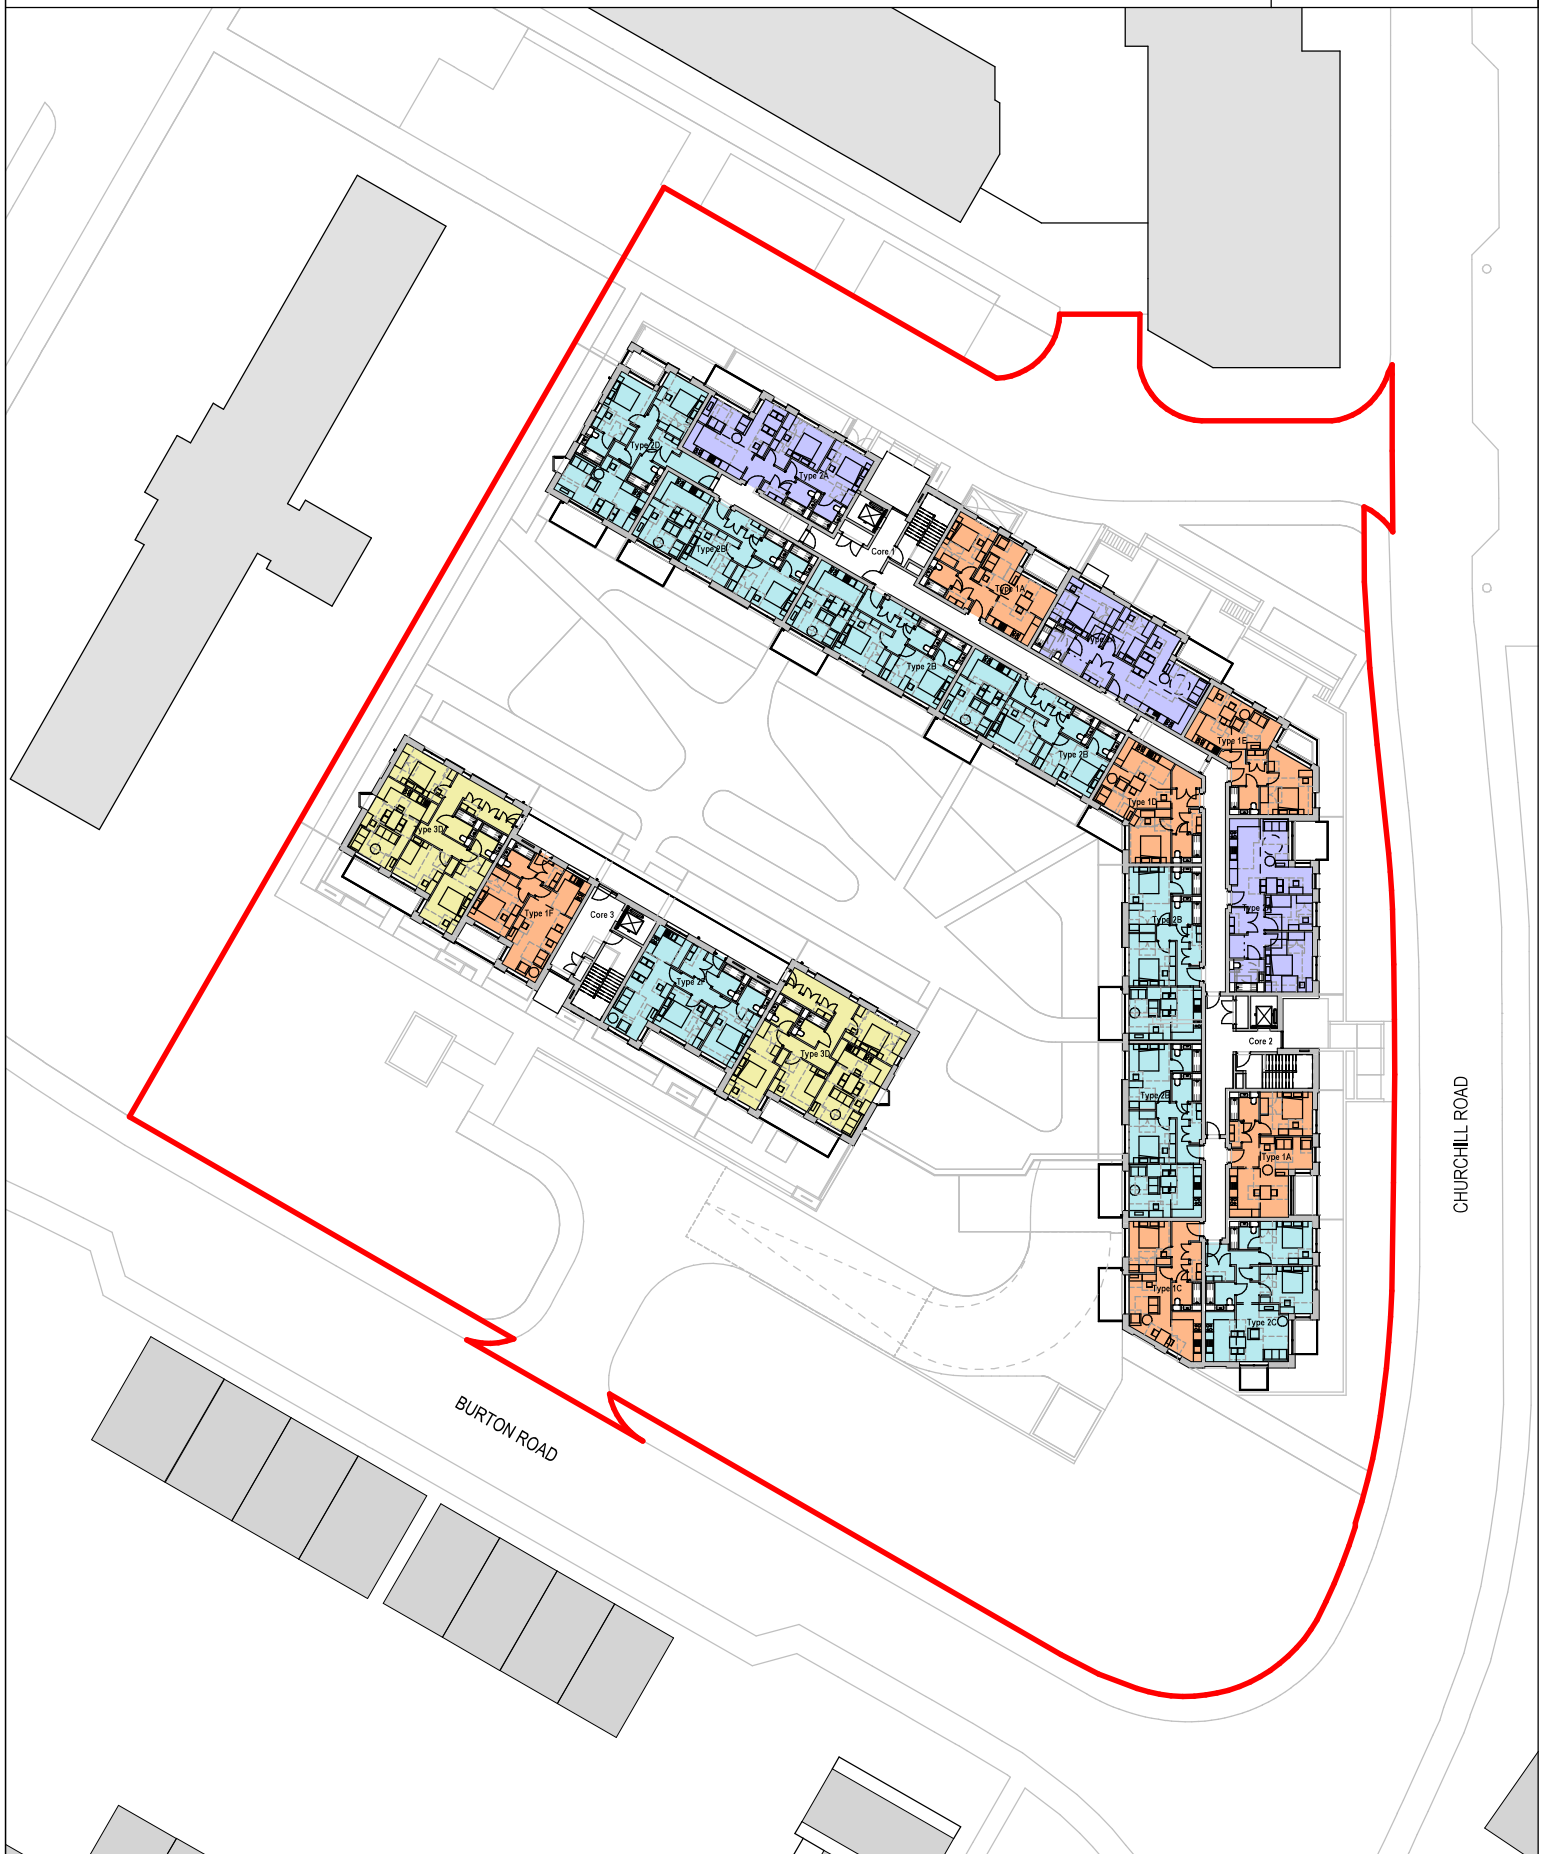 Type 2D
Type 2A
Type 2B
Core 1
Type 1A
Type 2B
Type 2B
Type 1E
Type 1D
Type 3D
Type 1F
Core 3
Type 2F
Type 3D
Type 2B
Type 2B
Core 2
Type 1A
Type 1C
Type 2C
CHURCHILL ROAD
BURTON ROAD